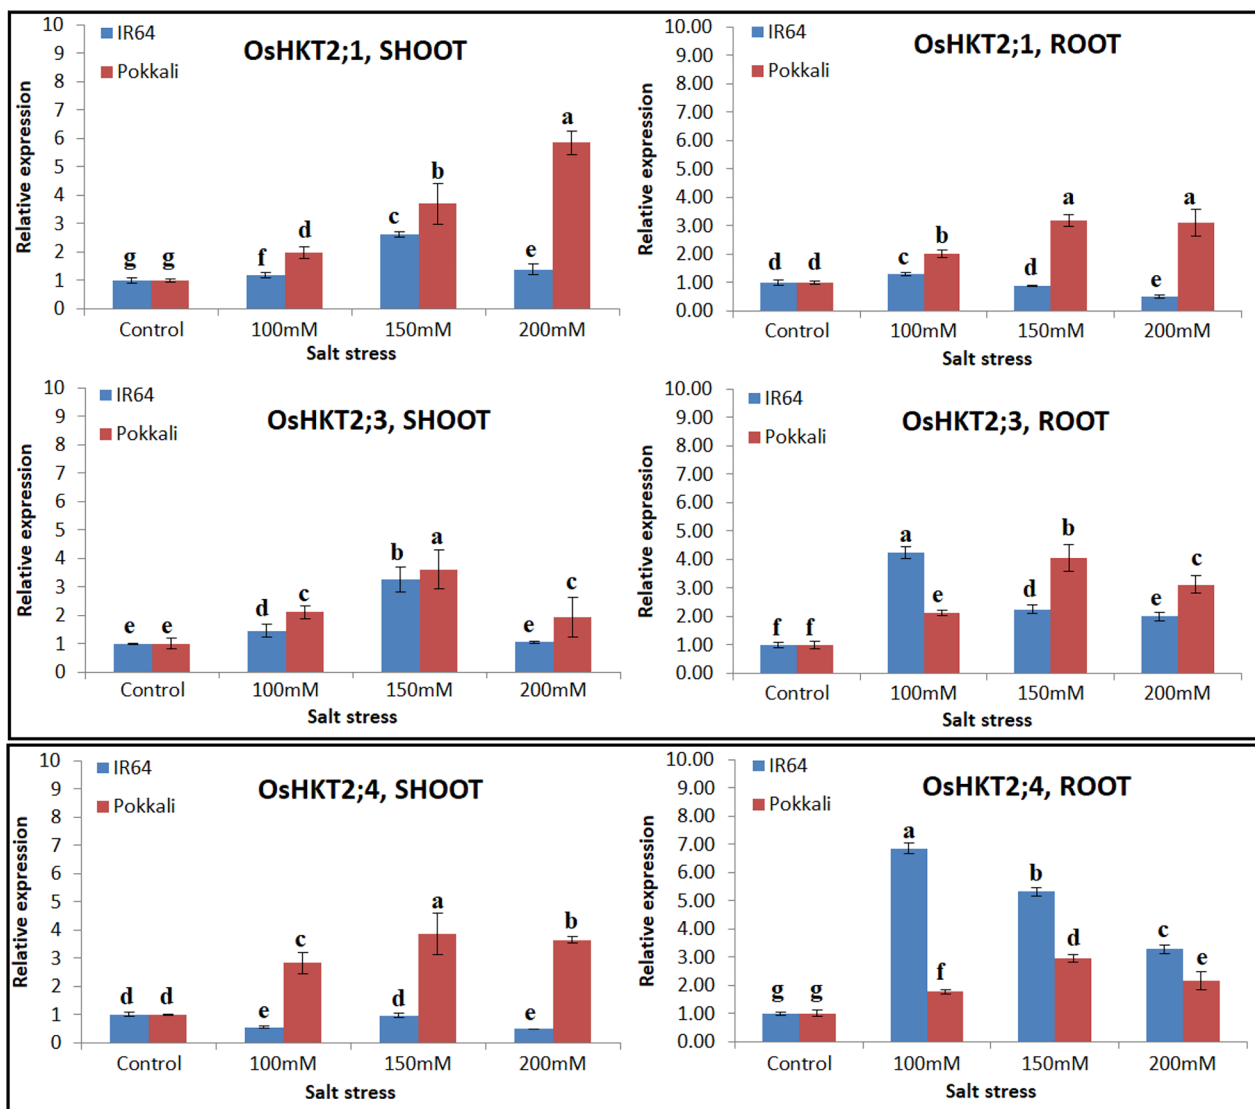 OsHKT2;1, SHOOT
IR64
Pokkali
Relative expression
10
9
8
7
6
5
4
3
2
1
0
g g f d c b e a
Control 100mM 150mM 200mM
Salt stress
OsHKT2;1, ROOT
IR64
Pokkali
Relative expression
10.00
9.00
8.00
7.00
6.00
5.00
4.00
3.00
2.00
1.00
0.00
d d c b d a e a
Control 100mM 150mM 200mM
Salt stress
OsHKT2;3, SHOOT
IR64
Pokkali
Relative expression
10
9
8
7
6
5
4
3
2
1
0
e e d c b a e c
Control 100mM 150mM 200mM
Salt stress
OsHKT2;3, ROOT
IR64
Pokkali
Relative expression
10.00
9.00
8.00
7.00
6.00
5.00
4.00
3.00
2.00
1.00
0.00
f f a e d b e c
Control 100mM 150mM 200mM
Salt stress
OsHKT2;4, SHOOT
IR64
Pokkali
Relative expression
10
9
8
7
6
5
4
3
2
1
0
d d e c d a e b
Control 100mM 150mM 200mM
Salt stress
OsHKT2;4, ROOT
IR64
Pokkali
Relative expression
10.00
9.00
8.00
7.00
6.00
5.00
4.00
3.00
2.00
1.00
0.00
g g a f b d c e
Control 100mM 150mM 200mM
Salt stress